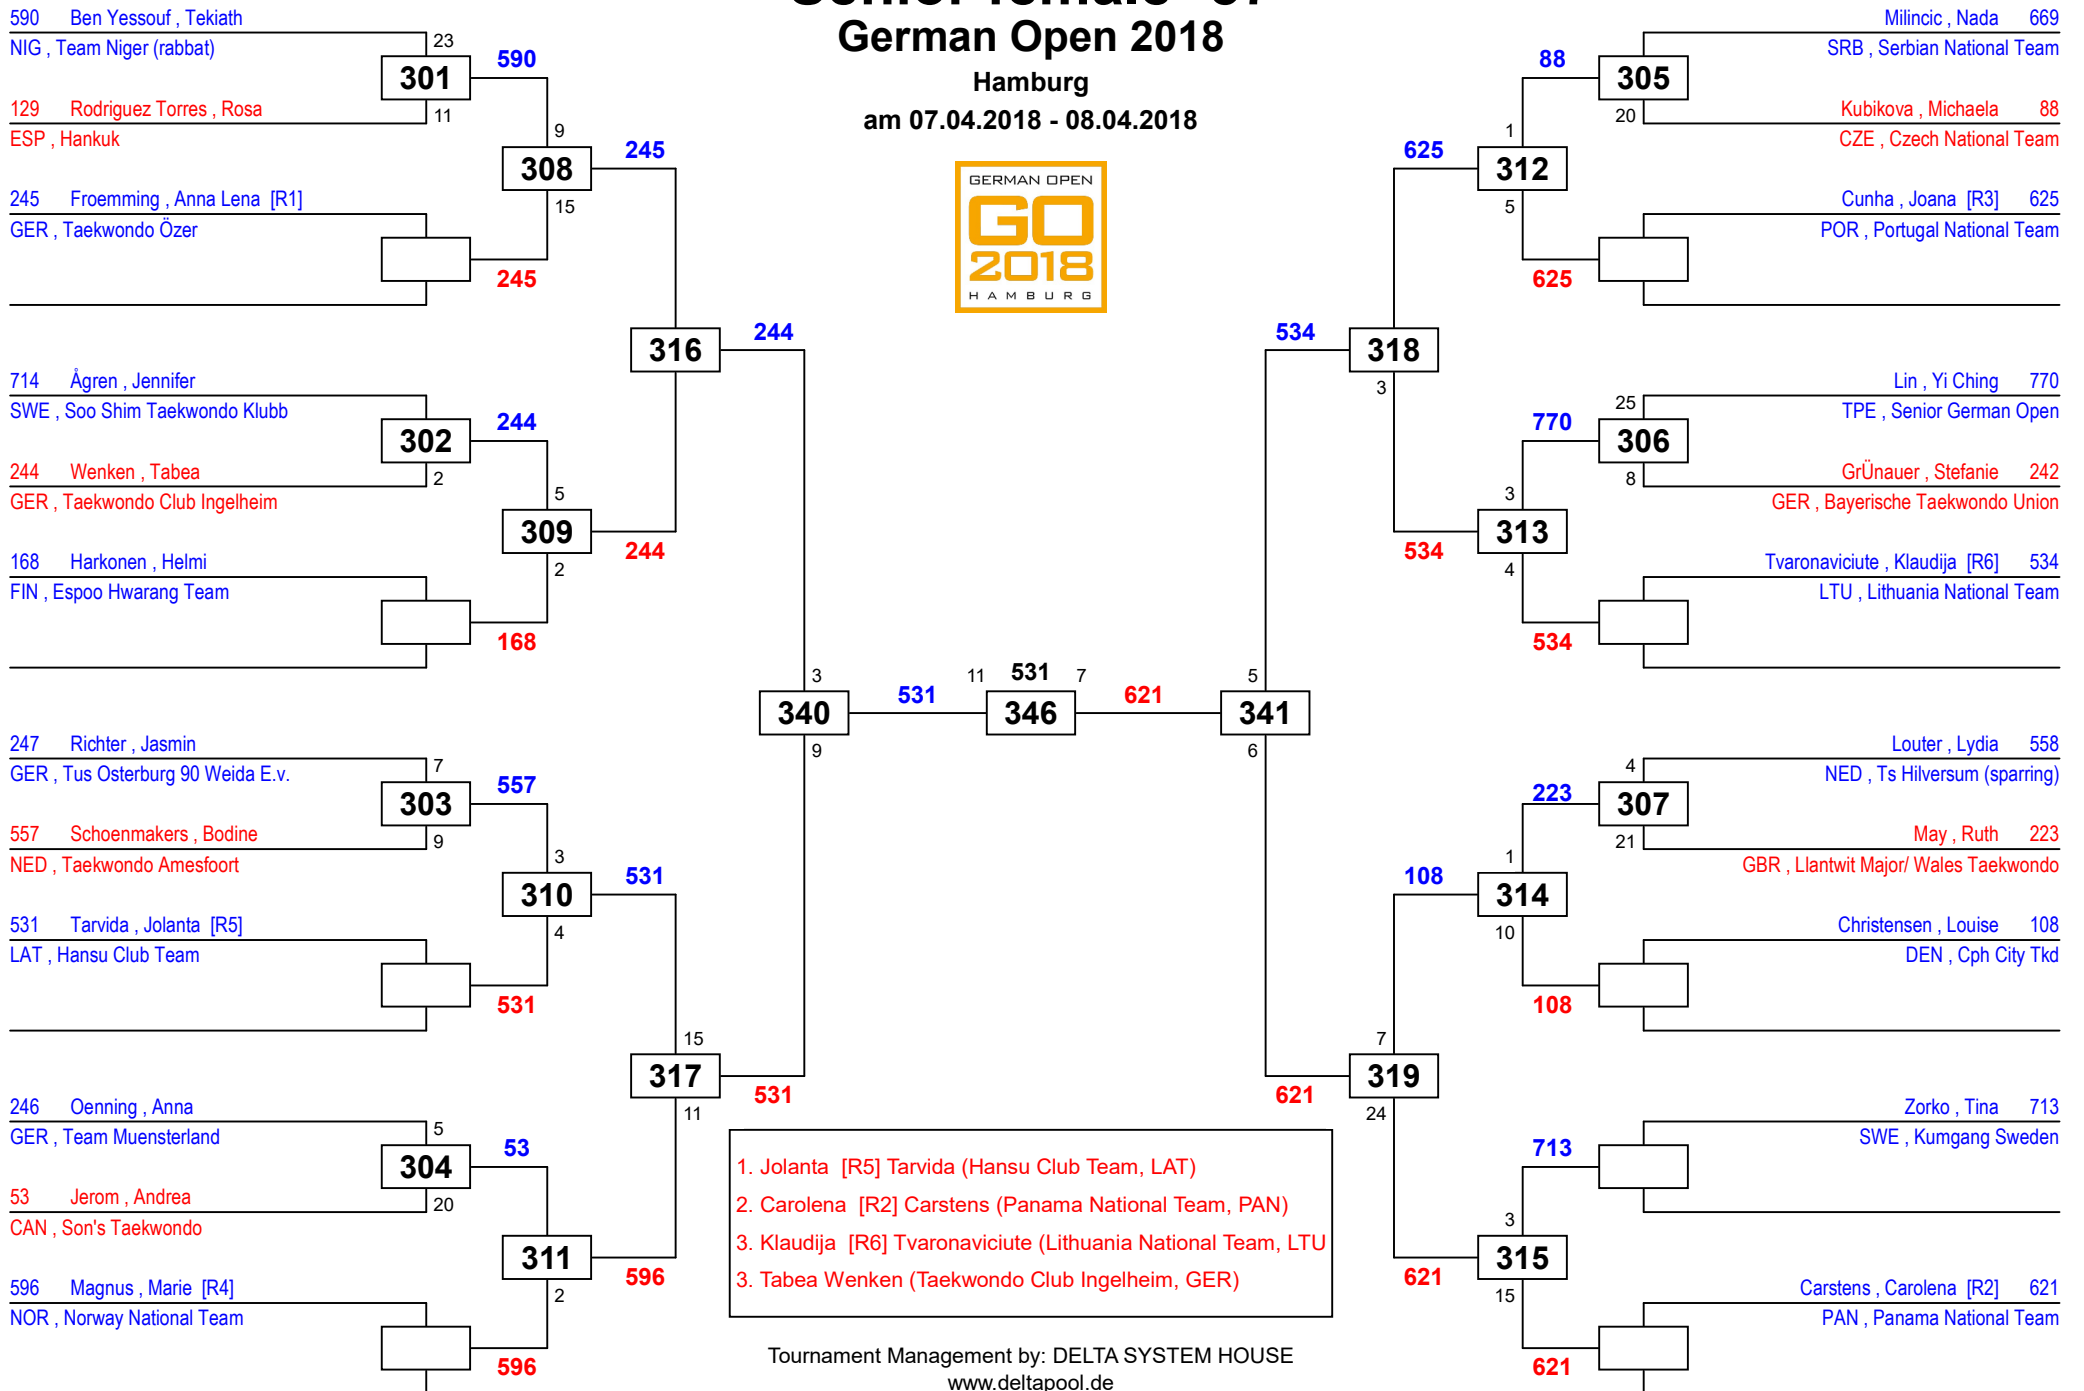 German Open 2018
Hamburg
am 07.04.2018 - 08.04.2018
GERMAN OPEN
GO
2018
HAMBURG
590 Ben Yessouf , Tekiath
NIG , Team Niger (rabbat)
23
301
590
129 Rodriguez Torres , Rosa
11
ESP , Hankuk
9
308
245
15
245 Froemming , Anna Lena [R1]
GER , Taekwondo Özer
245
316
244
714 Ågren , Jennifer
SWE , Soo Shim Taekwondo Klubb
302
244
244 Wenken , Tabea
2
GER , Taekwondo Club Ingelheim
5
309
244
2
168 Harkonen , Helmi
FIN , Espoo Hwarang Team
168
3
340
531
9
247 Richter , Jasmin
GER , Tus Osterburg 90 Weida E.v.
7
303
557
557 Schoenmakers , Bodine
9
NED , Taekwondo Amesfoort
3
310
531
4
531 Tarvida , Jolanta [R5]
LAT , Hansu Club Team
531
15
317
531
11
246 Oenning , Anna
GER , Team Muensterland
5
304
53
53 Jerom , Andrea
20
CAN , Son's Taekwondo
311
596
2
596 Magnus , Marie [R4]
NOR , Norway National Team
596
11 531 7
346
621
Milincic , Nada 669
SRB , Serbian National Team
88
305
20
Kubikova , Michaela 88
CZE , Czech National Team
1
625
312
5
Cunha , Joana [R3] 625
POR , Portugal National Team
625
534
318
3
Lin , Yi Ching 770
TPE , Senior German Open
25
770
306
8
GrÜnauer , Stefanie 242
GER , Bayerische Taekwondo Union
3
313
534
4
Tvaronaviciute , Klaudija [R6] 534
LTU , Lithuania National Team
534
5
341
6
Louter , Lydia 558
NED , Ts Hilversum (sparring)
4
223
307
21
May , Ruth 223
GBR , Llantwit Major/ Wales Taekwondo
1
108
314
10
Christensen , Louise 108
DEN , Cph City Tkd
108
7
319
621
24
Zorko , Tina 713
SWE , Kumgang Sweden
713
3
315
621
15
Carstens , Carolena [R2] 621
PAN , Panama National Team
621
1. Jolanta [R5] Tarvida (Hansu Club Team, LAT)
2. Carolena [R2] Carstens (Panama National Team, PAN)
3. Klaudija [R6] Tvaronaviciute (Lithuania National Team, LTU
3. Tabea Wenken (Taekwondo Club Ingelheim, GER)
Tournament Management by: DELTA SYSTEM HOUSE
www.deltapool.de